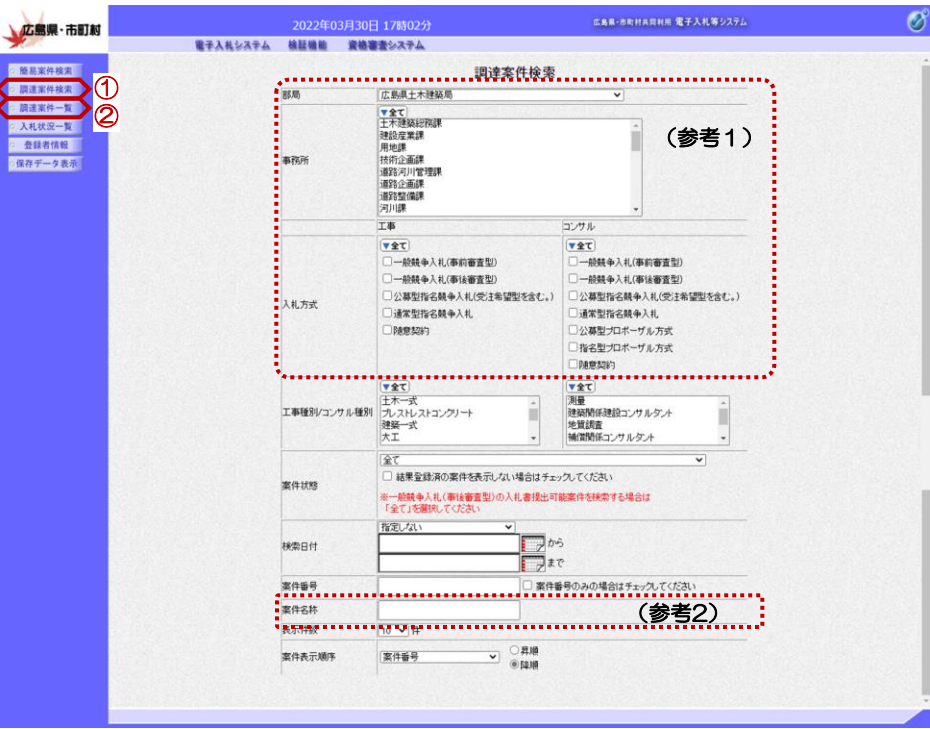 広島県・市町村
2022年03月30日 17時02分
広島県・市町村共同利用 電子入札等システム
電子入札システム 検証機能 資格審査システム
簡易案件検索
調達案件検索
①
調達案件一覧
②
入札状況一覧
登録者情報
保存データ表示
調達案件検索
部局 広島県土木建築局
(参考1)
事務所
▼全て
土木建築総務課
建設産業課
用地課
技術企画課
道路河川管理課
道路企画課
道路整備課
河川課
入札方式
工事
▼全て
一般競争入札(事前審査型)
一般競争入札(事後審査型)
公募型指名競争入札(受注希望型を含む。)
通常型指名競争入札
随意契約
コンサル
▼全て
一般競争入札(事前審査型)
一般競争入札(事後審査型)
公募型指名競争入札(受注希望型を含む。)
通常型指名競争入札
公募型プロポーザル方式
指名型プロポーザル方式
随意契約
工事種別/コンサル種別
▼全て
土木一式
プレストレストコンクリート
建築一式
大工
▼全て
測量
建築関係建設コンサルタント
地質調査
補償関係コンサルタント
案件状態
全て
結果登録済の案件を表示しない場合はチェックしてください
※一般競争入札(事後審査型)の入札書提出可能案件を検索する場合は
「全て」を選択してください
検索日付
指定しない
から
まで
案件番号 案件番号のみの場合はチェックしてください
案件名称
(参考2)
表示件数 10 件
案件表示順序 案件番号
昇順
降順